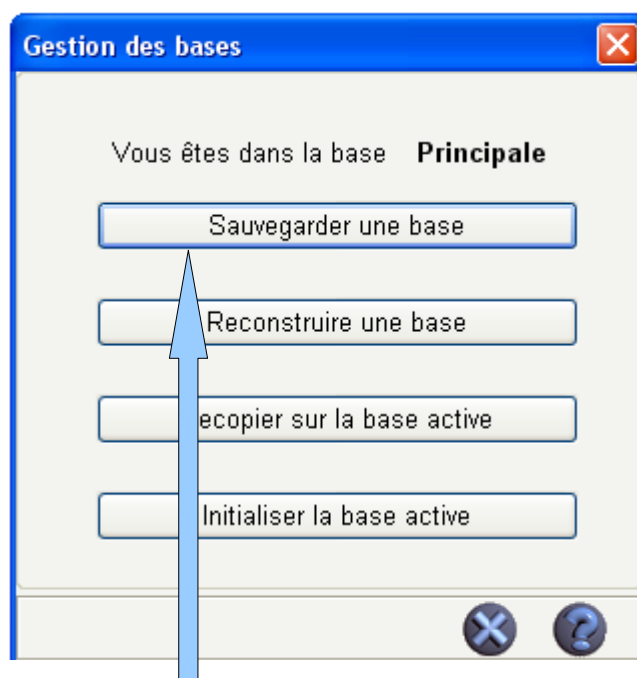 Gestion des bases
Vous êtes dans la base Principale
Sauvegarder une base
Reconstruire une base
ecopier sur la base active
Initialiser la base active